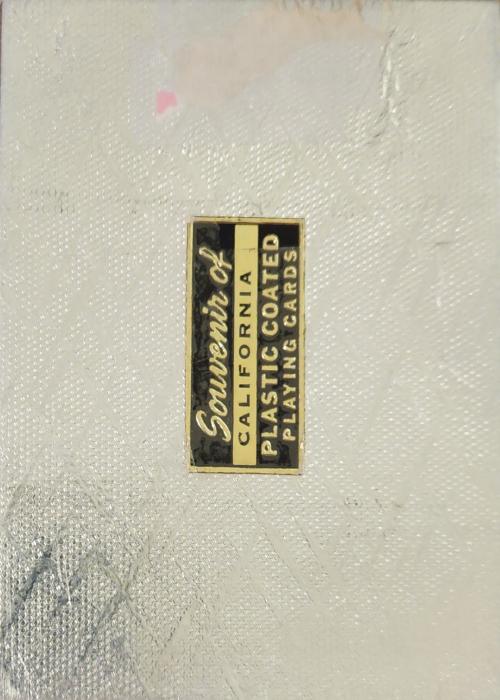 Souvenir of
CALIFORNIA
PLASTIC COATED
PLAYING CARDS